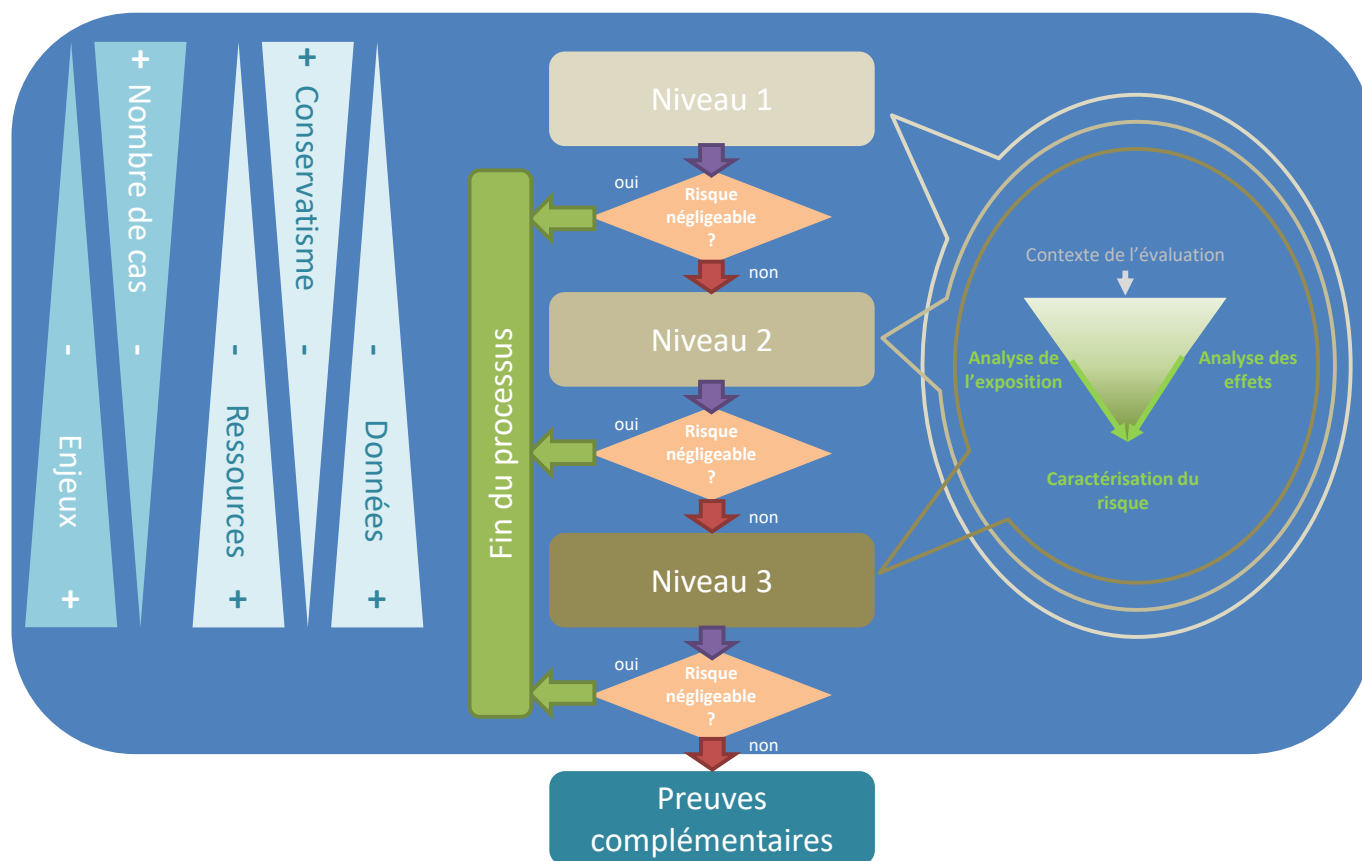 + Nombre de cas -
- Enjeux +
+ Conservatisme -
- Ressources +
- Données +
Fin du processus
Niveau 1
oui
Risque
négligeable
?
non
Niveau 2
oui
Risque
négligeable
?
non
Niveau 3
oui
Risque
négligeable
?
non
Preuves
complémentaires
Contexte de l'évaluation
Analyse de
l'exposition
Analyse des
effets
Caractérisation du
risque